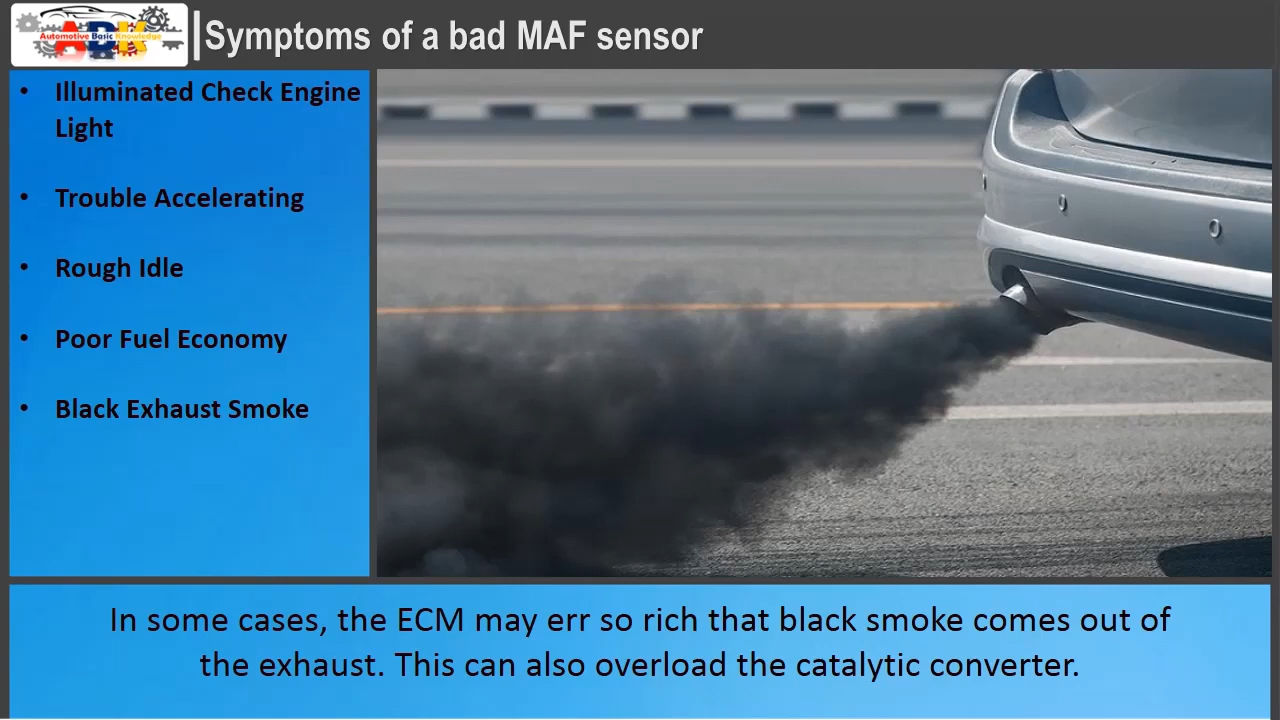 Automotive Basic Knowledge
ABK
Symptoms of a bad MAF sensor
• Illuminated Check Engine
Light
• Trouble Accelerating
• Rough Idle
• Poor Fuel Economy
• Black Exhaust Smoke
In some cases, the ECM may err so rich that black smoke comes out of
the exhaust. This can also overload the catalytic converter.